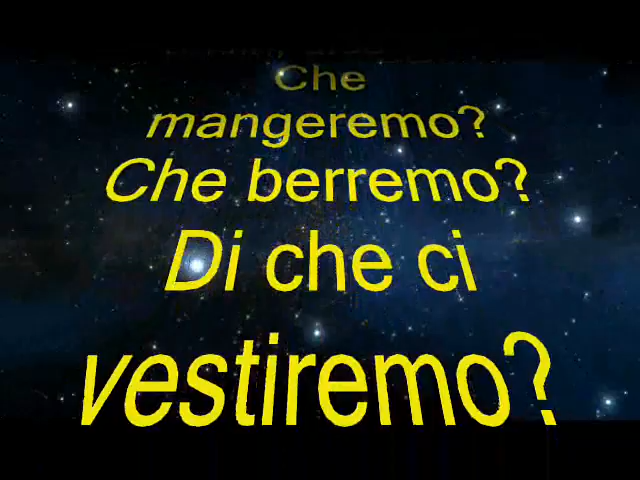 Che
mangeremo?
Che berremo?
Di che ci
vestiremo?